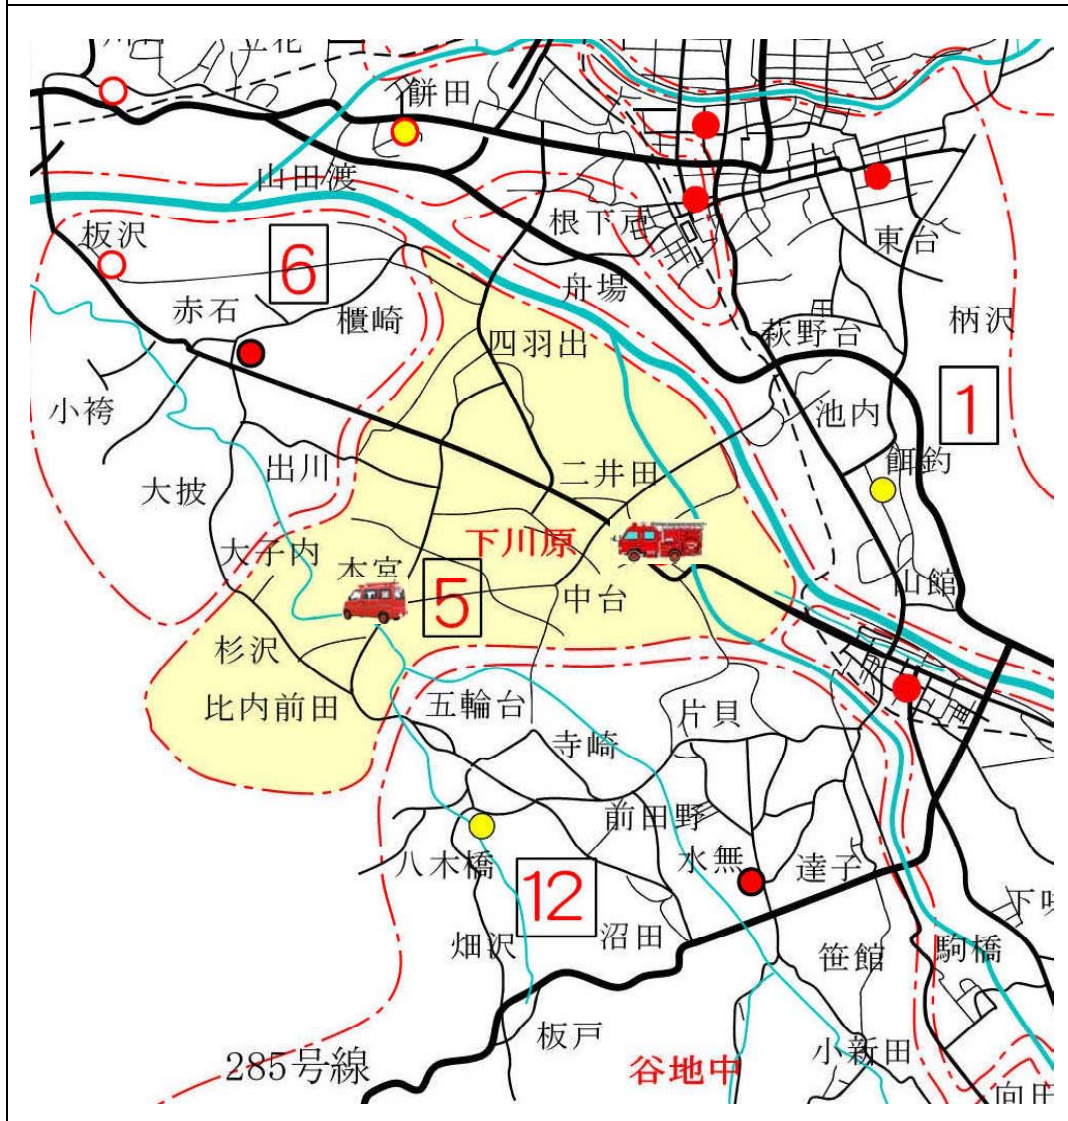 立花
餅田
山田渡
板沢
根下戸
東台
6
舟場
赤石
櫃崎
柄沢
四羽出
萩野台
小袴
池内
1
出川
二井田
餌釣
大披
下川原
大子内
本宮
5
中台
山館
杉沢
比内前田
五輪台
片貝
寺崎
前田野
八木橋
水無
達子
12
畑沢
沼田
笹館
駒橋
板戸
小新田
285号線
谷地中
向田